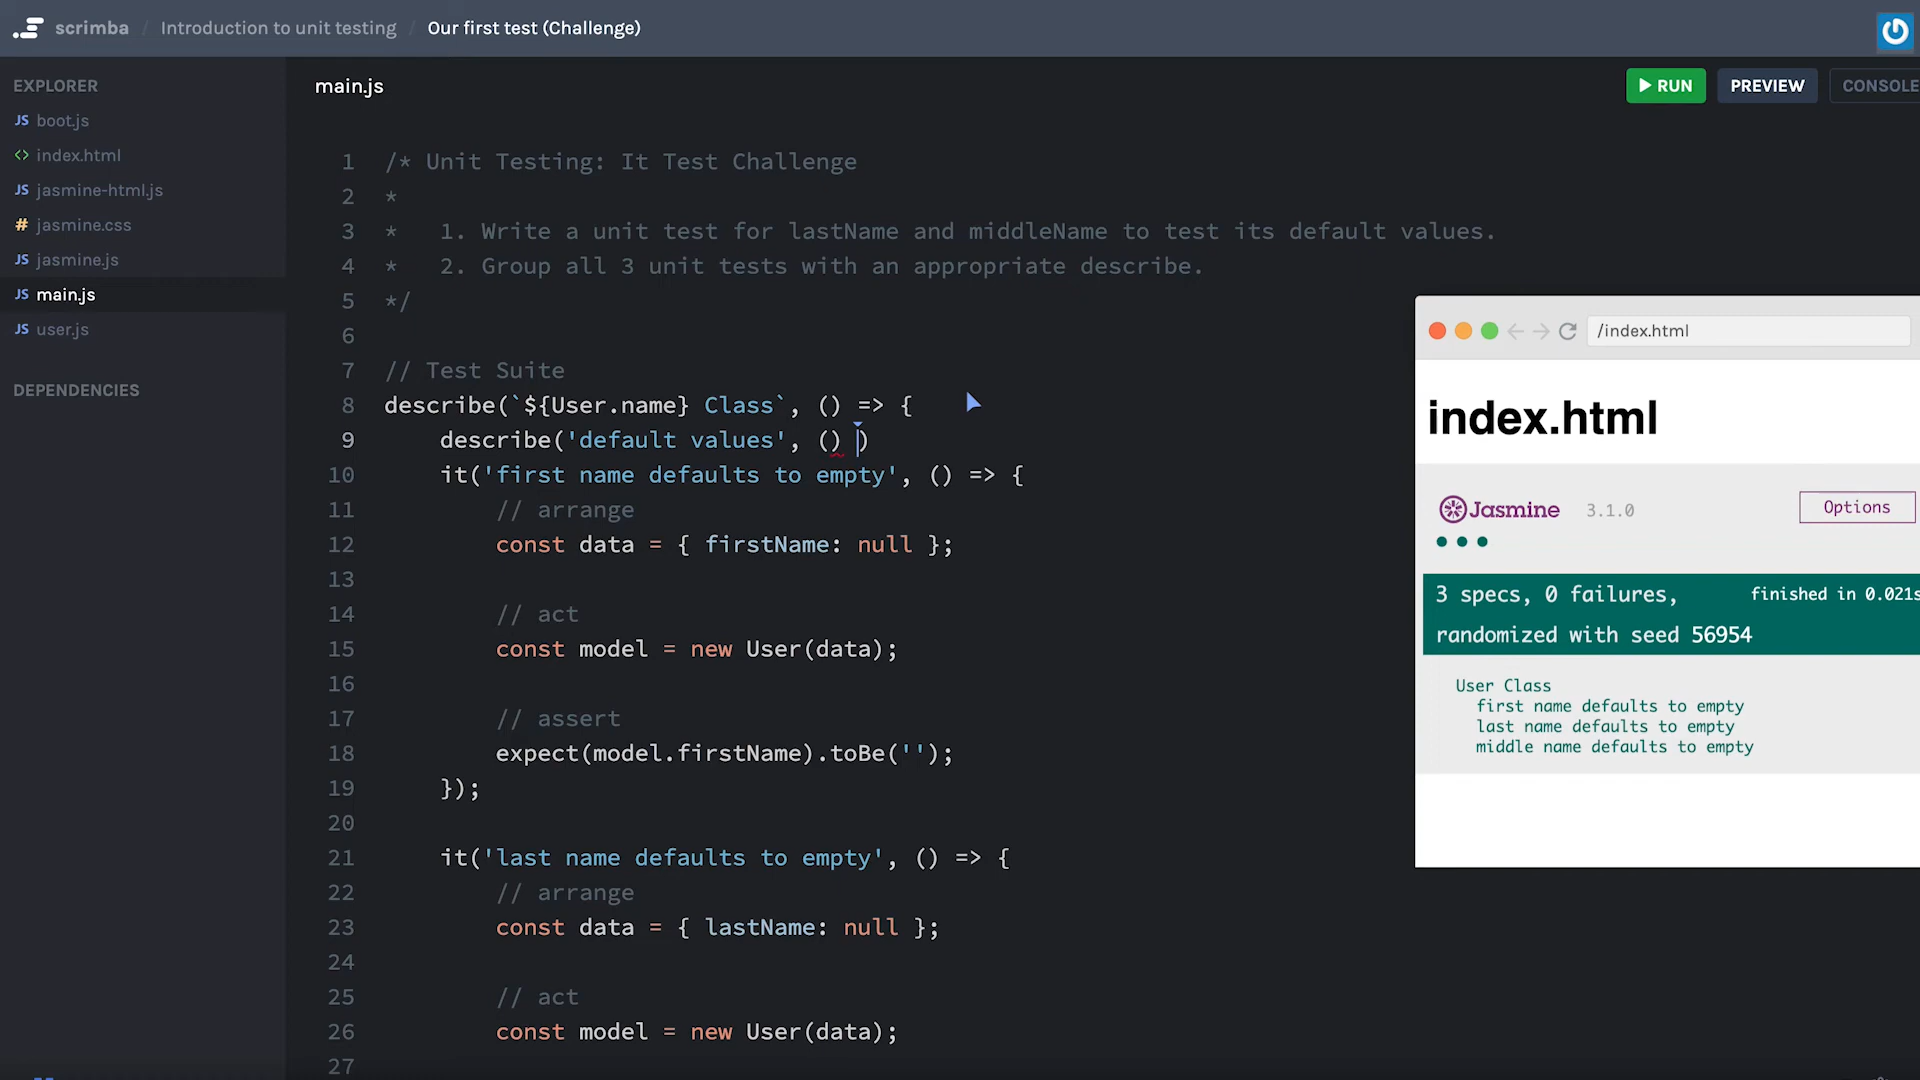 scrimba / Introduction to unit testing / Our first test (Challenge)
EXPLORER
JS boot.js
<> index.html
JS jasmine-html.js
# jasmine.css
JS jasmine.js
JS main.js
JS user.js
DEPENDENCIES
main.js
RUN
PREVIEW
CONSOLE
1 /* Unit Testing: It Test Challenge
2 *
3 *   1. Write a unit test for lastName and middleName to test its default values.
4 *   2. Group all 3 unit tests with an appropriate describe.
5 */
6
7 // Test Suite
8 describe(`${User.name} Class`, () => {
9     describe('default values', () )
10     it('first name defaults to empty', () => {
11         // arrange
12         const data = { firstName: null };
13
14         // act
15         const model = new User(data);
16
17         // assert
18         expect(model.firstName).toBe('');
19     });
20
21     it('last name defaults to empty', () => {
22         // arrange
23         const data = { lastName: null };
24
25         // act
26         const model = new User(data);
27
/index.html
index.html
Jasmine 3.1.0
Options
3 specs, 0 failures, finished in 0.021s
randomized with seed 56954
User Class
first name defaults to empty
last name defaults to empty
middle name defaults to empty